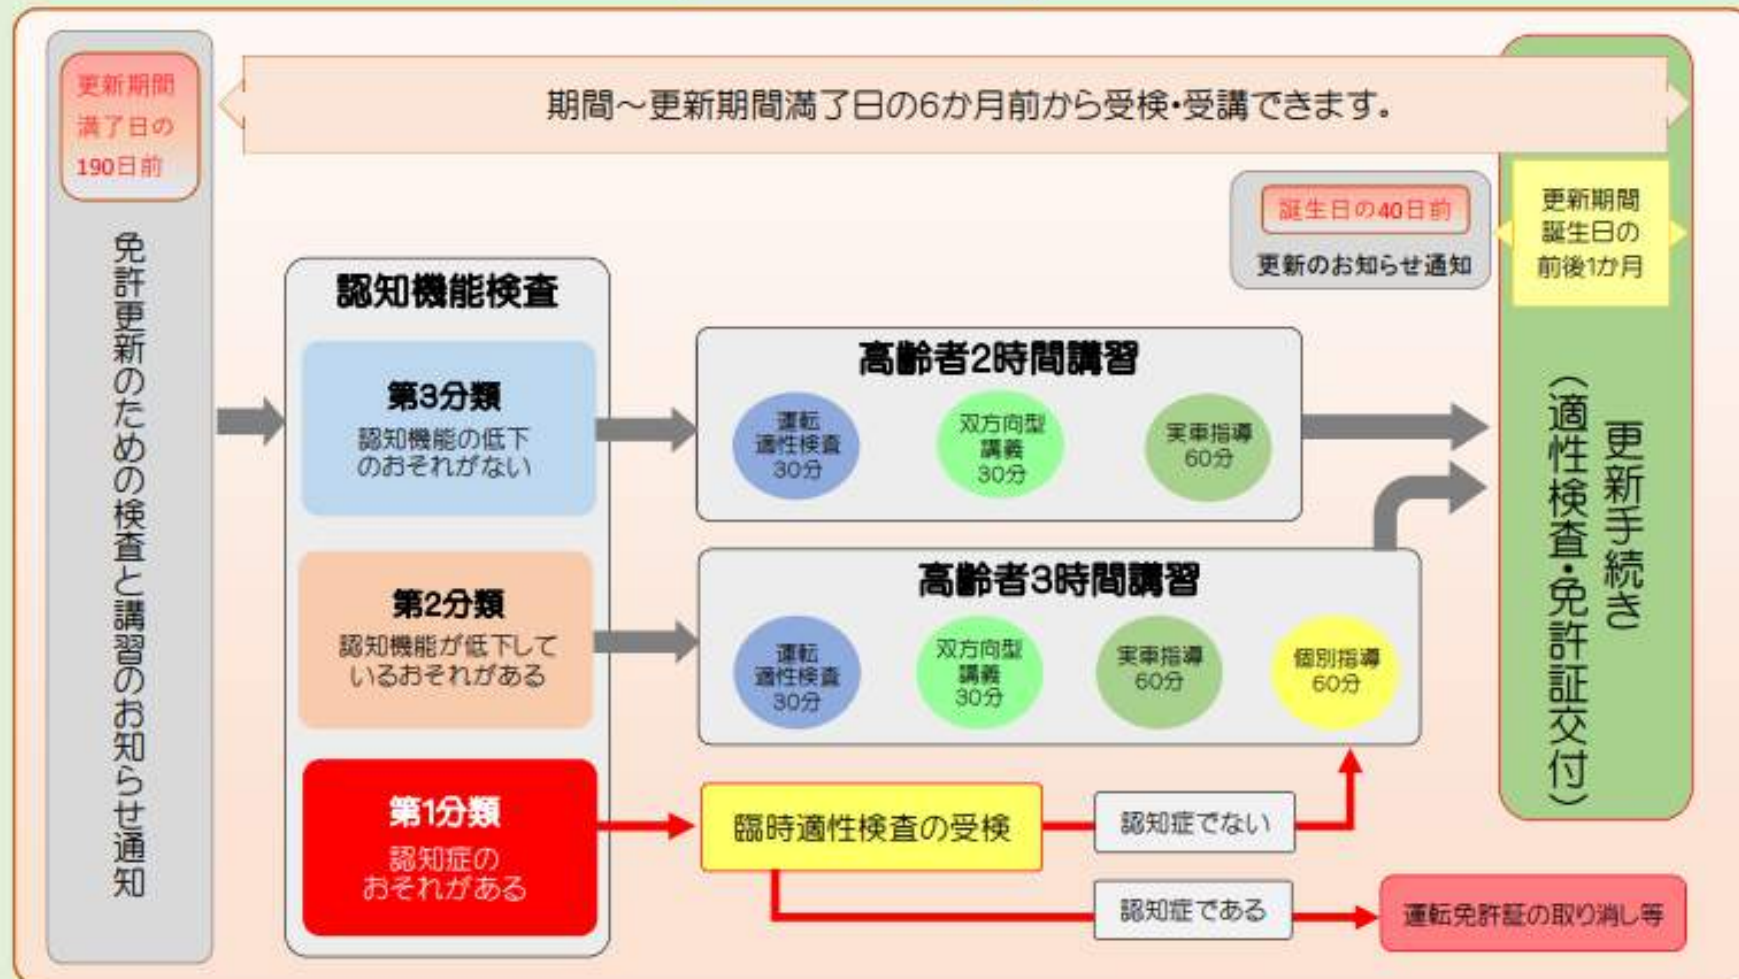 更新期間
満了日の
190日前
免許更新のための検査と講習のお知らせ通知
期間～更新期間満了日の6か月前から受検・受講できます。
誕生日の40日前
更新のお知らせ通知
更新期間
誕生日の
前後1か月
更新手続き
（適性検査・免許証交付）
認知機能検査
第3分類
認知機能の低下
のおそれがない
高齢者2時間講習
運転
適性検査
30分
双方向型
講義
30分
実車指導
60分
第2分類
認知機能が低下して
いるおそれがある
高齢者3時間講習
運転
適性検査
30分
双方向型
講義
30分
実車指導
60分
個別指導
60分
第1分類
認知症の
おそれがある
臨時適性検査の受検
認知症でない
認知症である
運転免許証の取り消し等